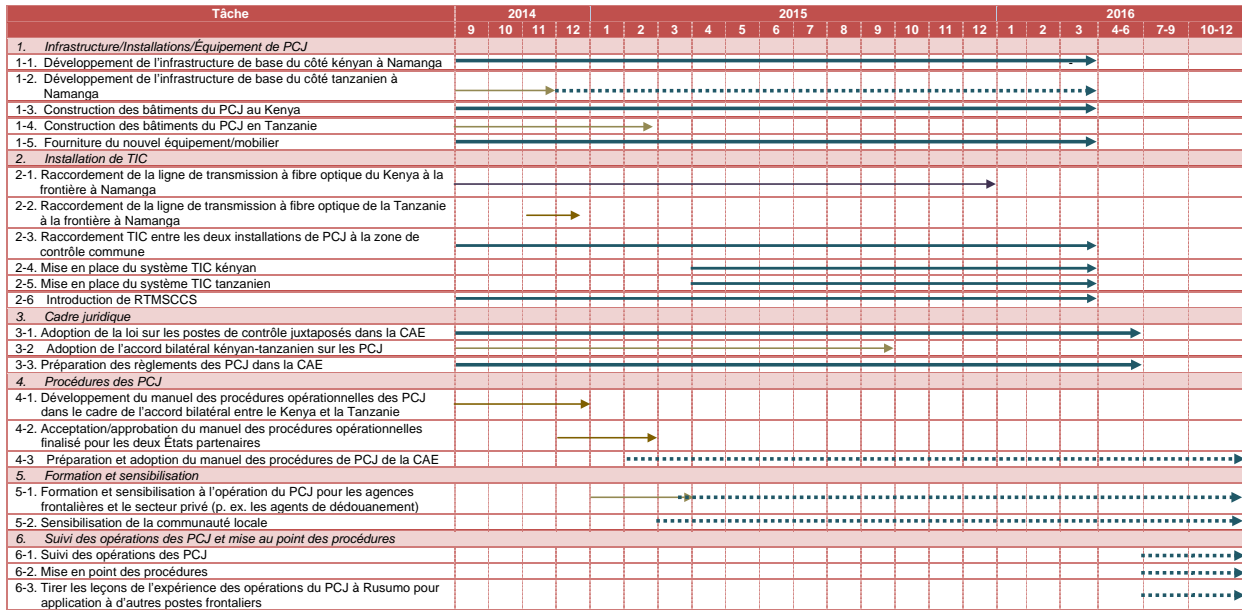 Tâche 2014 2015 2016
9 10 11 12 1 2 3 4 5 6 7 8 9 10 11 12 1 2 3 4-6 7-9 10-12
1. Infrastructure/Installations/Équipement de PCJ
1-1. Développement de l'infrastructure de base du côté kényan à Namanga
1-2. Développement de l'infrastructure de base du côté tanzanien à
Namanga
1-3. Construction des bâtiments du PCJ au Kenya
1-4. Construction des bâtiments du PCJ en Tanzanie
1-5. Fourniture du nouvel équipement/mobilier
2. Installation de TIC
2-1. Raccordement de la ligne de transmission à fibre optique du Kenya à la
frontière à Namanga
2-2. Raccordement de la ligne de transmission à fibre optique de la Tanzanie
à la frontière à Namanga
2-3. Raccordement TIC entre les deux installations de PCJ à la zone de
contrôle commune
2-4. Mise en place du système TIC kényan
2-5. Mise en place du système TIC tanzanien
2-6 Introduction de RTMSCCS
3. Cadre juridique
3-1. Adoption de la loi sur les postes de contrôle juxtaposés dans la CAE
3-2 Adoption de l'accord bilatéral kényan-tanzanien sur les PCJ
3-3. Préparation des règlements des PCJ dans la CAE
4. Procédures des PCJ
4-1. Développement du manuel des procédures opérationnelles des PCJ
dans le cadre de l'accord bilatéral entre le Kenya et la Tanzanie
4-2. Acceptation/approbation du manuel des procédures opérationnelles
finalisé pour les deux États partenaires
4-3 Préparation et adoption du manuel des procédures de PCJ de la CAE
5. Formation et sensibilisation
5-1. Formation et sensibilisation à l'opération du PCJ pour les agences
frontalières et le secteur privé (p. ex. les agents de dédouanement)
5-2. Sensibilisation de la communauté locale
6. Suivi des opérations des PCJ et mise au point des procédures
6-1. Suivi des opérations des PCJ
6-2. Mise en point des procédures
6-3. Tirer les leçons de l'expérience des opérations du PCJ à Rusumo pour
application à d'autres postes frontaliers